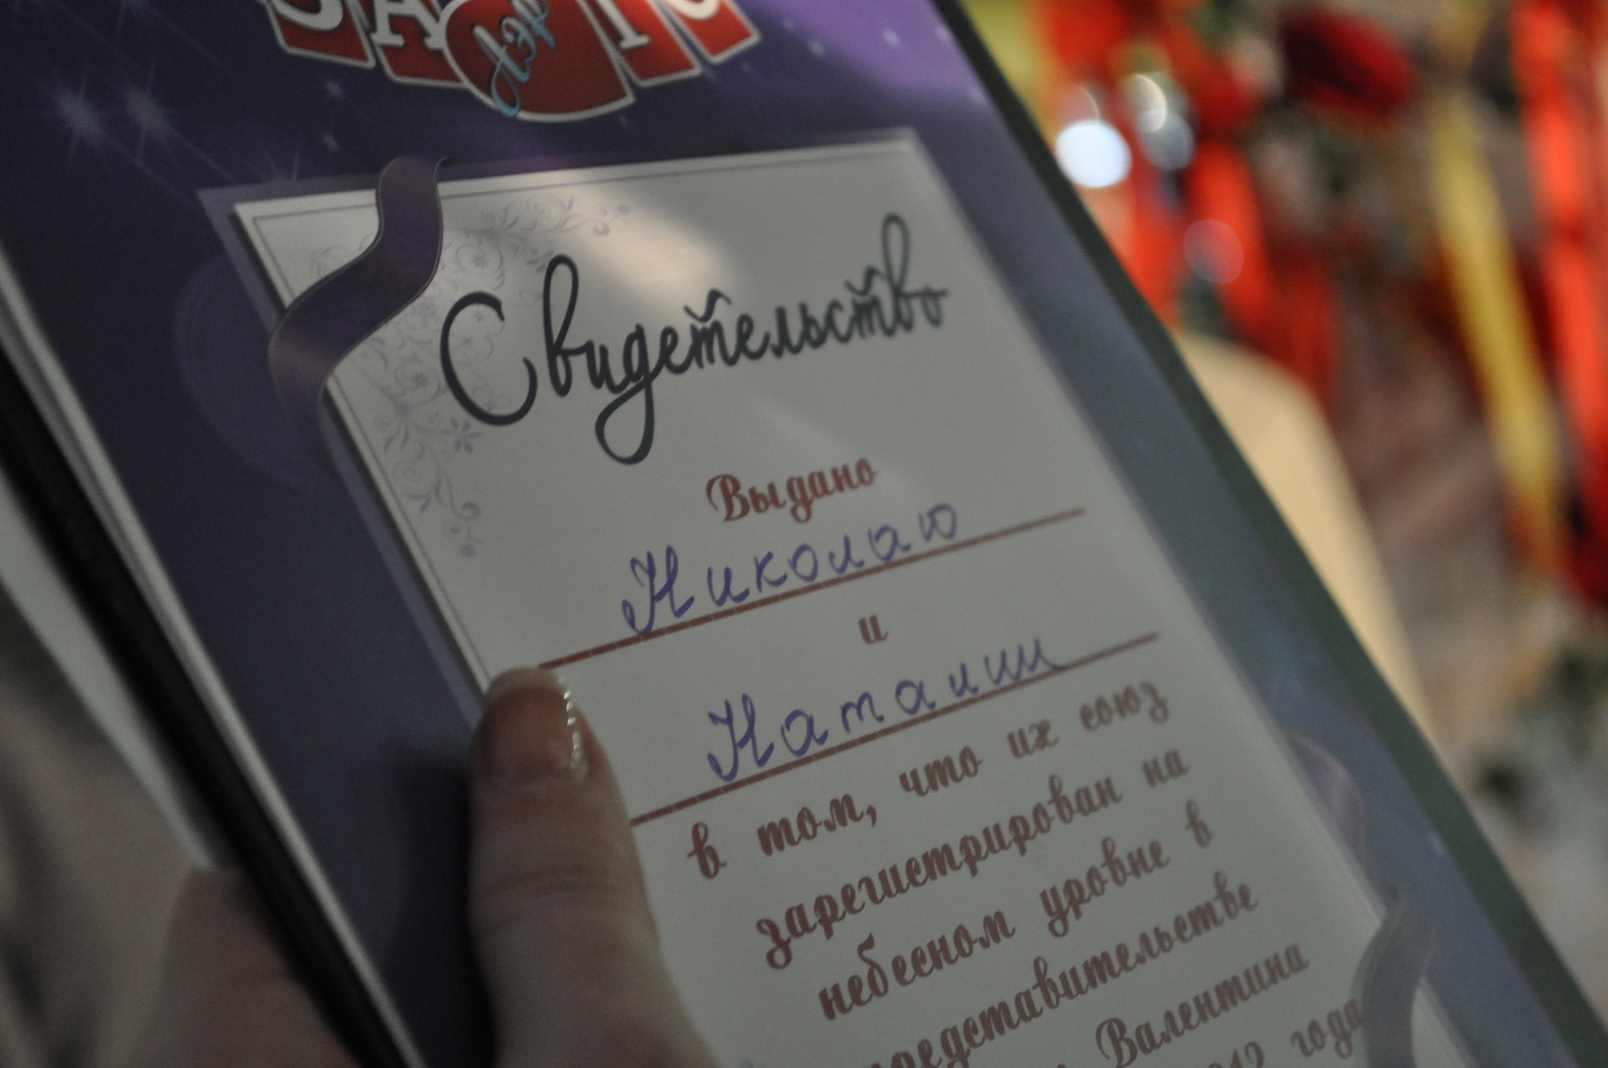 Свидетельство
Выдано
Николаю
и
Наталии
в том, что их союз
зарегистрирован на
небесном уровне в
представительстве
Валентина
года